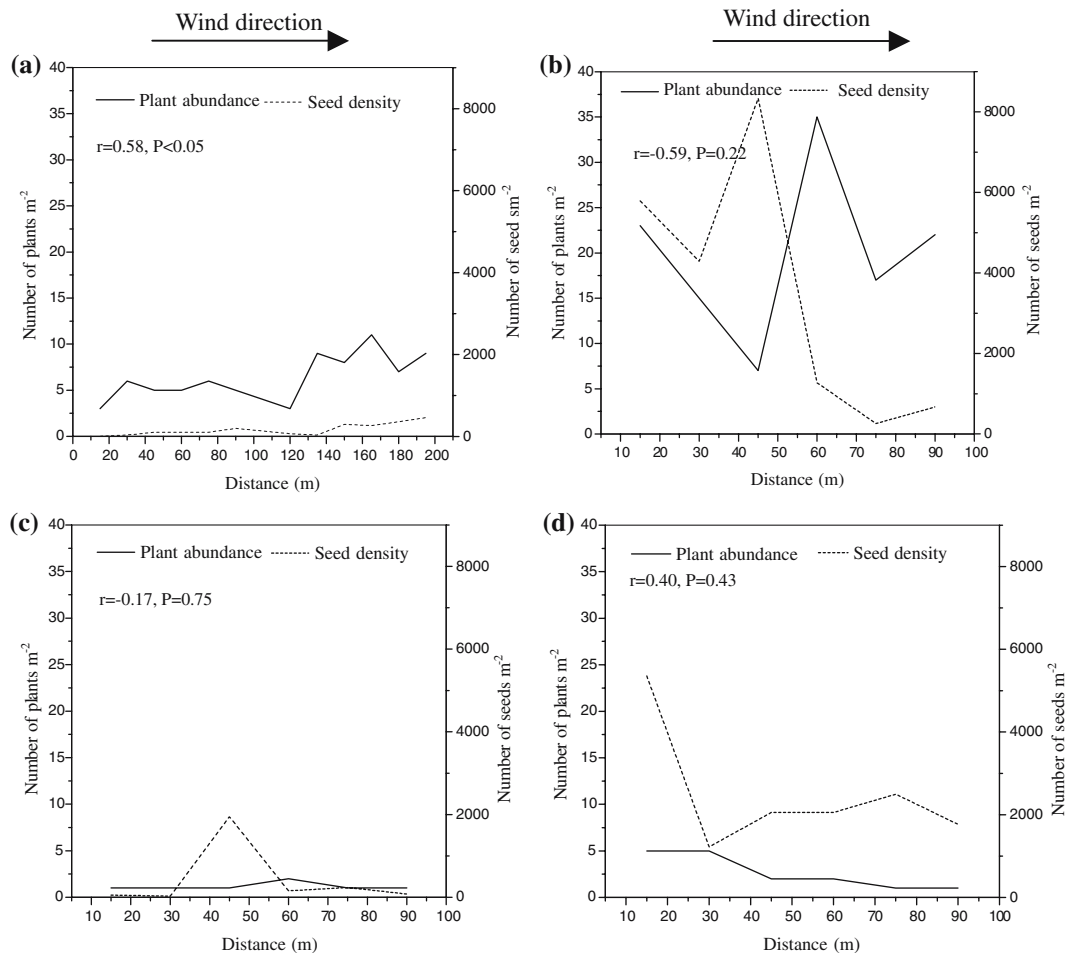 Wind direction
Wind direction
(a)
40
35
30
25
20
15
10
5
0
Number of plants m-2
Plant abundance
Seed density
r=0.58, P<0.05
8000
6000
4000
2000
0
Number of seed sm-2
0 20 40 60 80 100 120 140 160 180 200
Distance (m)
(b)
40
35
30
25
20
15
10
5
0
Number of plants m-2
Plant abundance
Seed density
r=-0.59, P=0.22
8000
6000
4000
2000
0
Number of seeds m-2
10 20 30 40 50 60 70 80 90 100
Distance (m)
(c)
40
35
30
25
20
15
10
5
0
Number of plants m-2
Plant abundance
Seed density
r=-0.17, P=0.75
8000
6000
4000
2000
0
Number of seeds m-2
10 20 30 40 50 60 70 80 90 100
Distance (m)
(d)
40
35
30
25
20
15
10
5
0
Number of plants m-2
Plant abundance
Seed density
r=0.40, P=0.43
8000
6000
4000
2000
0
Number of seeds m-2
10 20 30 40 50 60 70 80 90 100
Distance (m)